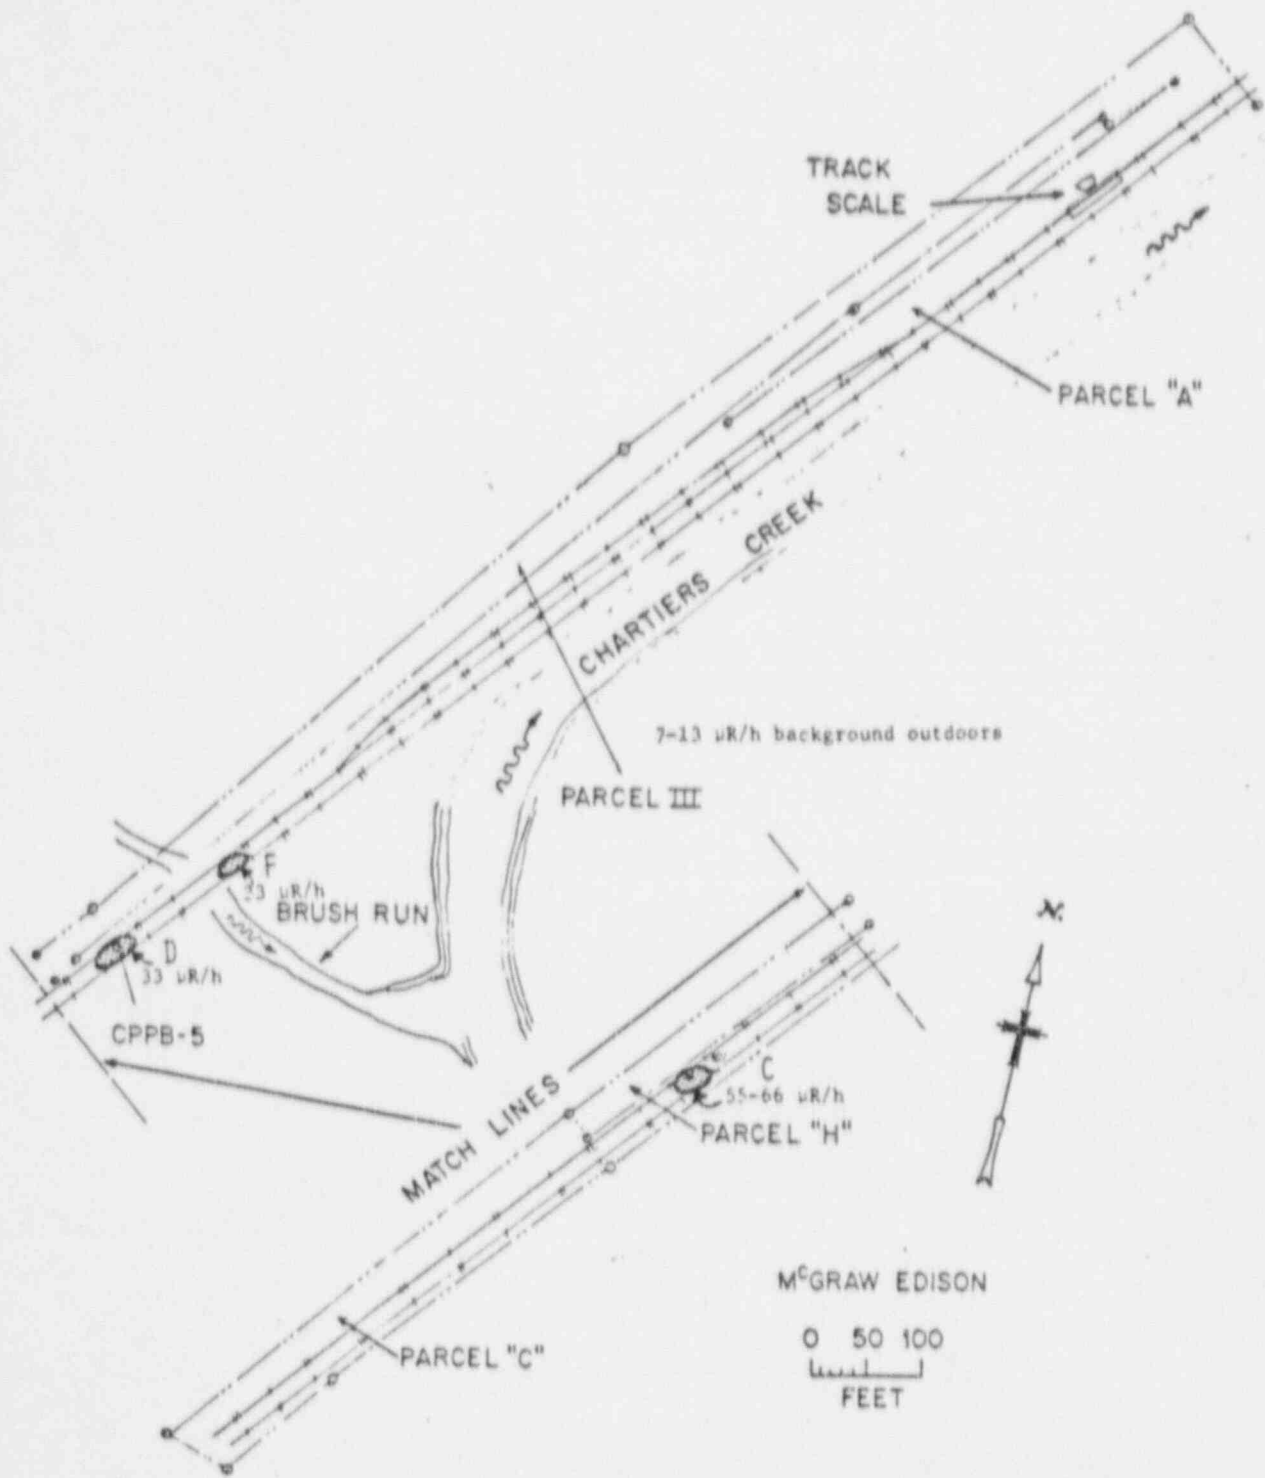 TRACK
SCALE
PARCEL "A"
CHARTIERS CREEK
7-13 µR/h background outdoors
PARCEL III
F
33 µR/h
BRUSH RUN
D
33 µR/h
CPPB-5
N
MATCH LINES
C
55-66 µR/h
PARCEL "H"
MCGRAW EDISON
0 50 100
FEET
PARCEL "C"